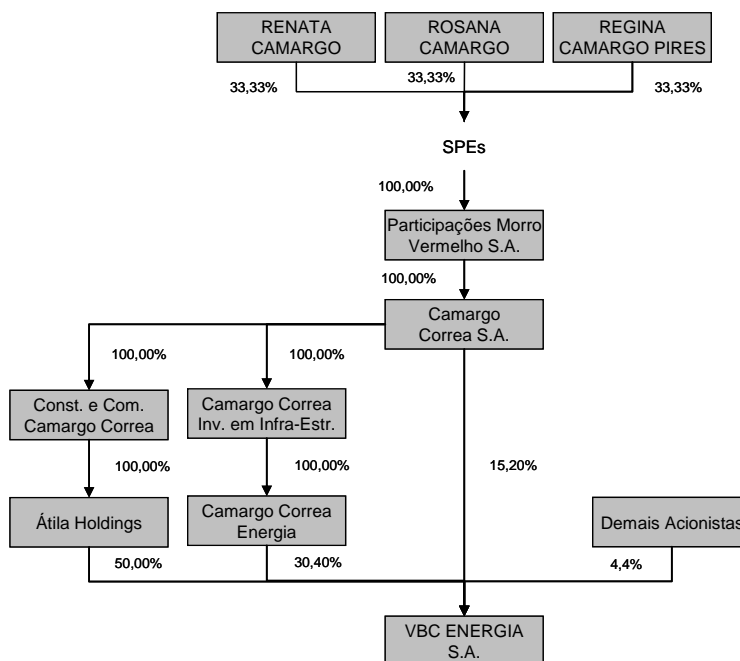 RENATA
CAMARGO
ROSANA
CAMARGO
REGINA
CAMARGO PIRES
33,33%
33,33%
33,33%
SPEs
100,00%
Participações Morro
Vermelho S.A.
100,00%
Camargo
Correa S.A.
100,00%
100,00%
Const. e Com.
Camargo Correa
Camargo Correa
Inv. em Infra-Estr.
100,00%
100,00%
15,20%
Átila Holdings
Camargo Correa
Energia
Demais Acionistas
50,00%
30,40%
4,4%
VBC ENERGIA
S.A.